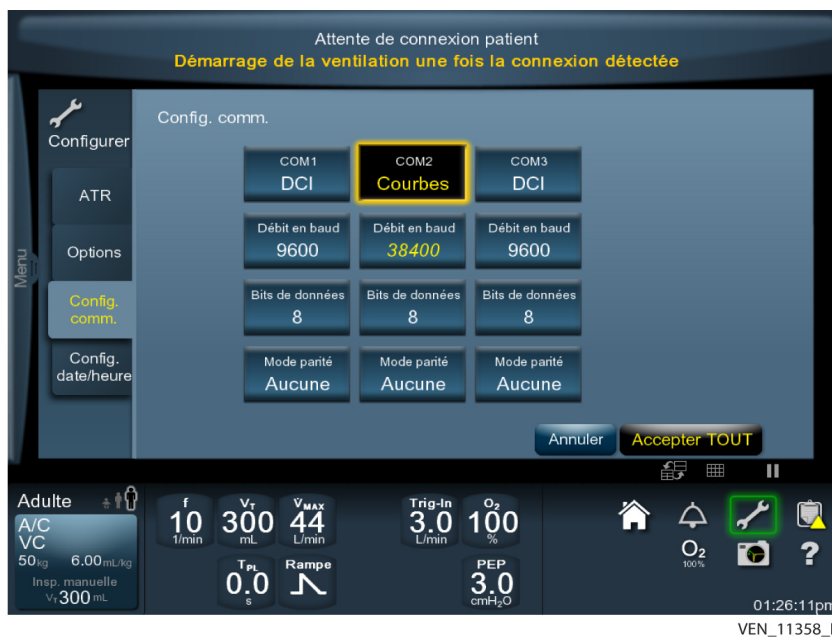 Attente de connexion patient
Démarrage de la ventilation une fois la connexion détectée
Menu
Configurer
ATR
Options
Config.
comm.
Config.
date/heure
Config. comm.
COM1
DCI
COM2
Courbes
COM3
DCI
Débit en baud
9600
Débit en baud
38400
Débit en baud
9600
Bits de données
8
Bits de données
8
Bits de données
8
Mode parité
Aucune
Mode parité
Aucune
Mode parité
Aucune
Annuler
Accepter TOUT
Adulte
A/C
VC
50 kg 6.00 mL/kg
Insp. manuelle
VT 300 mL
f
10
1/min
VT
300
mL
V̇MAX
44
L/min
Trig-In
3.0
L/min
O2
100
%
TPL
0.0
s
Rampe
PEP
3.0
cmH2O
O2
100%
?
01:26:11pm
VEN_11358_